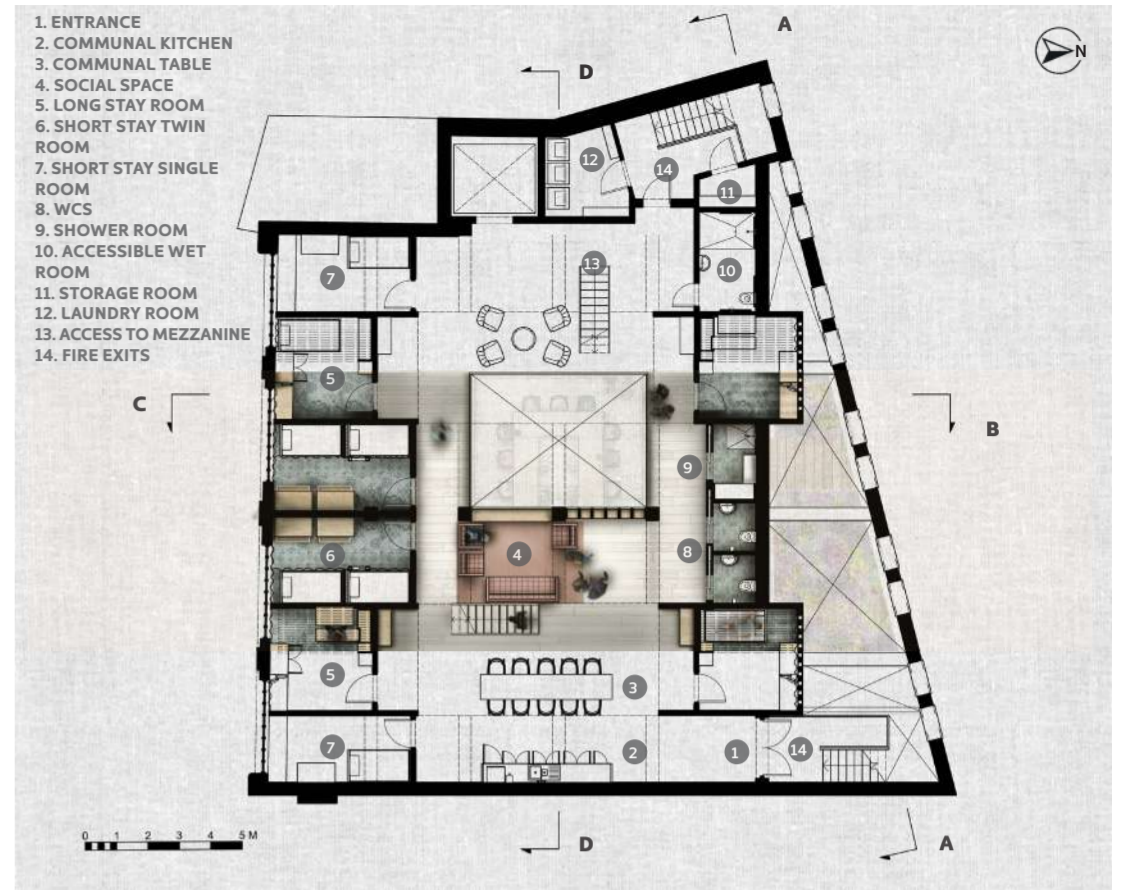 1. ENTRANCE
2. COMMUNAL KITCHEN
3. COMMUNAL TABLE
4. SOCIAL SPACE
5. LONG STAY ROOM
6. SHORT STAY TWIN
ROOM
7. SHORT STAY SINGLE
ROOM
8. WCS
9. SHOWER ROOM
10. ACCESSIBLE WET
ROOM
11. STORAGE ROOM
12. LAUNDRY ROOM
13. ACCESS TO MEZZANINE
14. FIRE EXITS
A
N
D
12
14
11
7
13
10
5
C
B
9
6
4
8
5
3
7
2
1
14
0 1 2 3 4 5 M
D
A